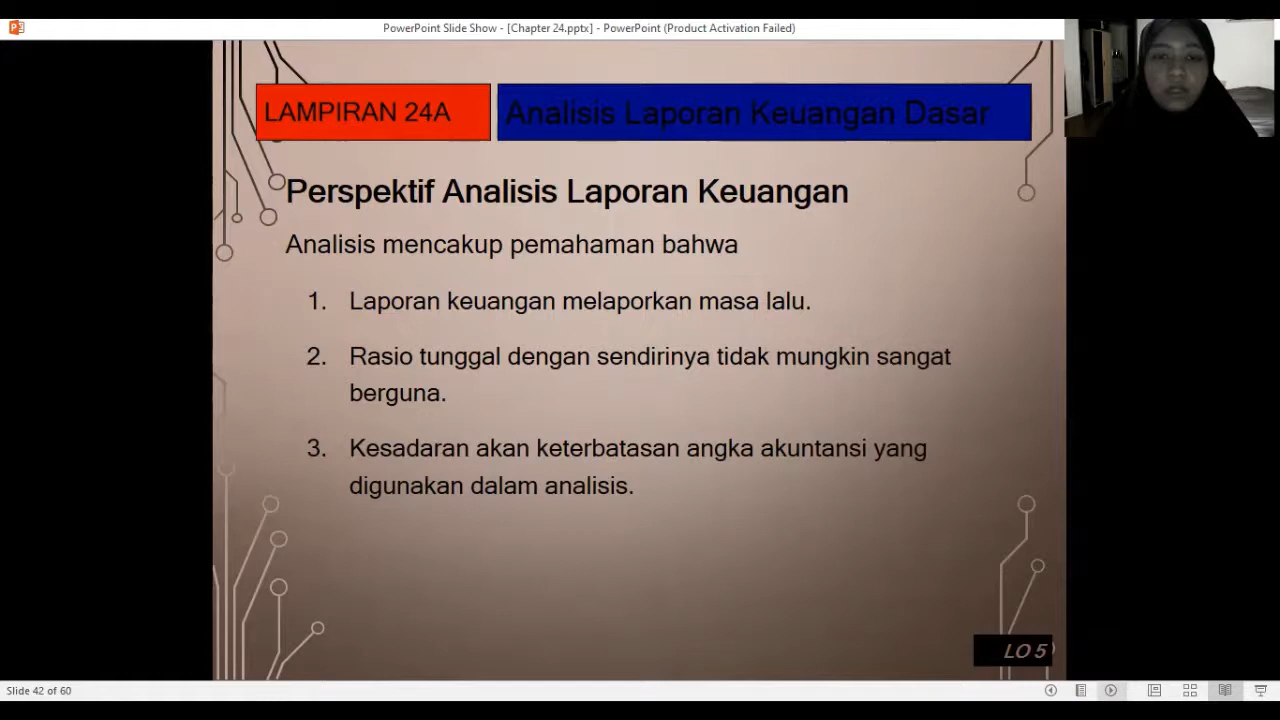 PowerPoint Slide Show - [Chapter 24.pptx] - PowerPoint (Product Activation Failed)
LAMPIRAN 24A
Analisis Laporan Keuangan Dasar
Perspektif Analisis Laporan Keuangan
Analisis mencakup pemahaman bahwa
1. Laporan keuangan melaporkan masa lalu.
2. Rasio tunggal dengan sendirinya tidak mungkin sangat
berguna.
3. Kesadaran akan keterbatasan angka akuntansi yang
digunakan dalam analisis.
LO 5
Slide 42 of 60